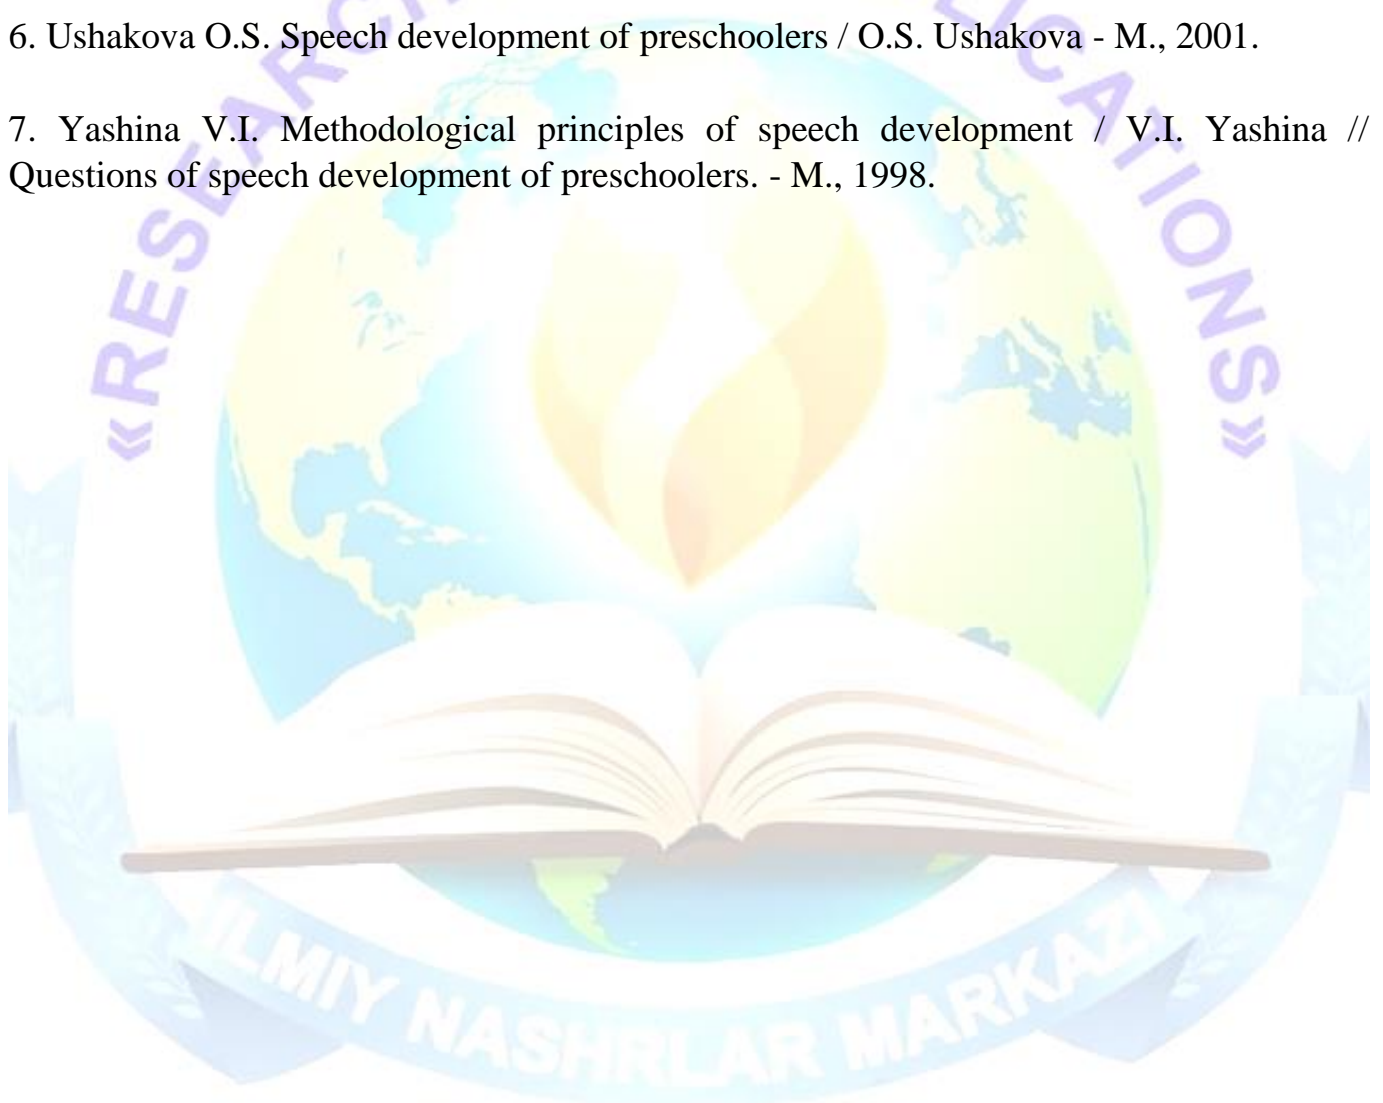 6. Ushakova O.S. Speech development of preschoolers / O.S. Ushakova - M., 2001.
7. Yashina V.I. Methodological principles of speech development / V.I. Yashina //
Questions of speech development of preschoolers. - M., 1998.
«RESEARCH
PUBLICATIONS»
ILMIY NASHRLAR MARKAZI